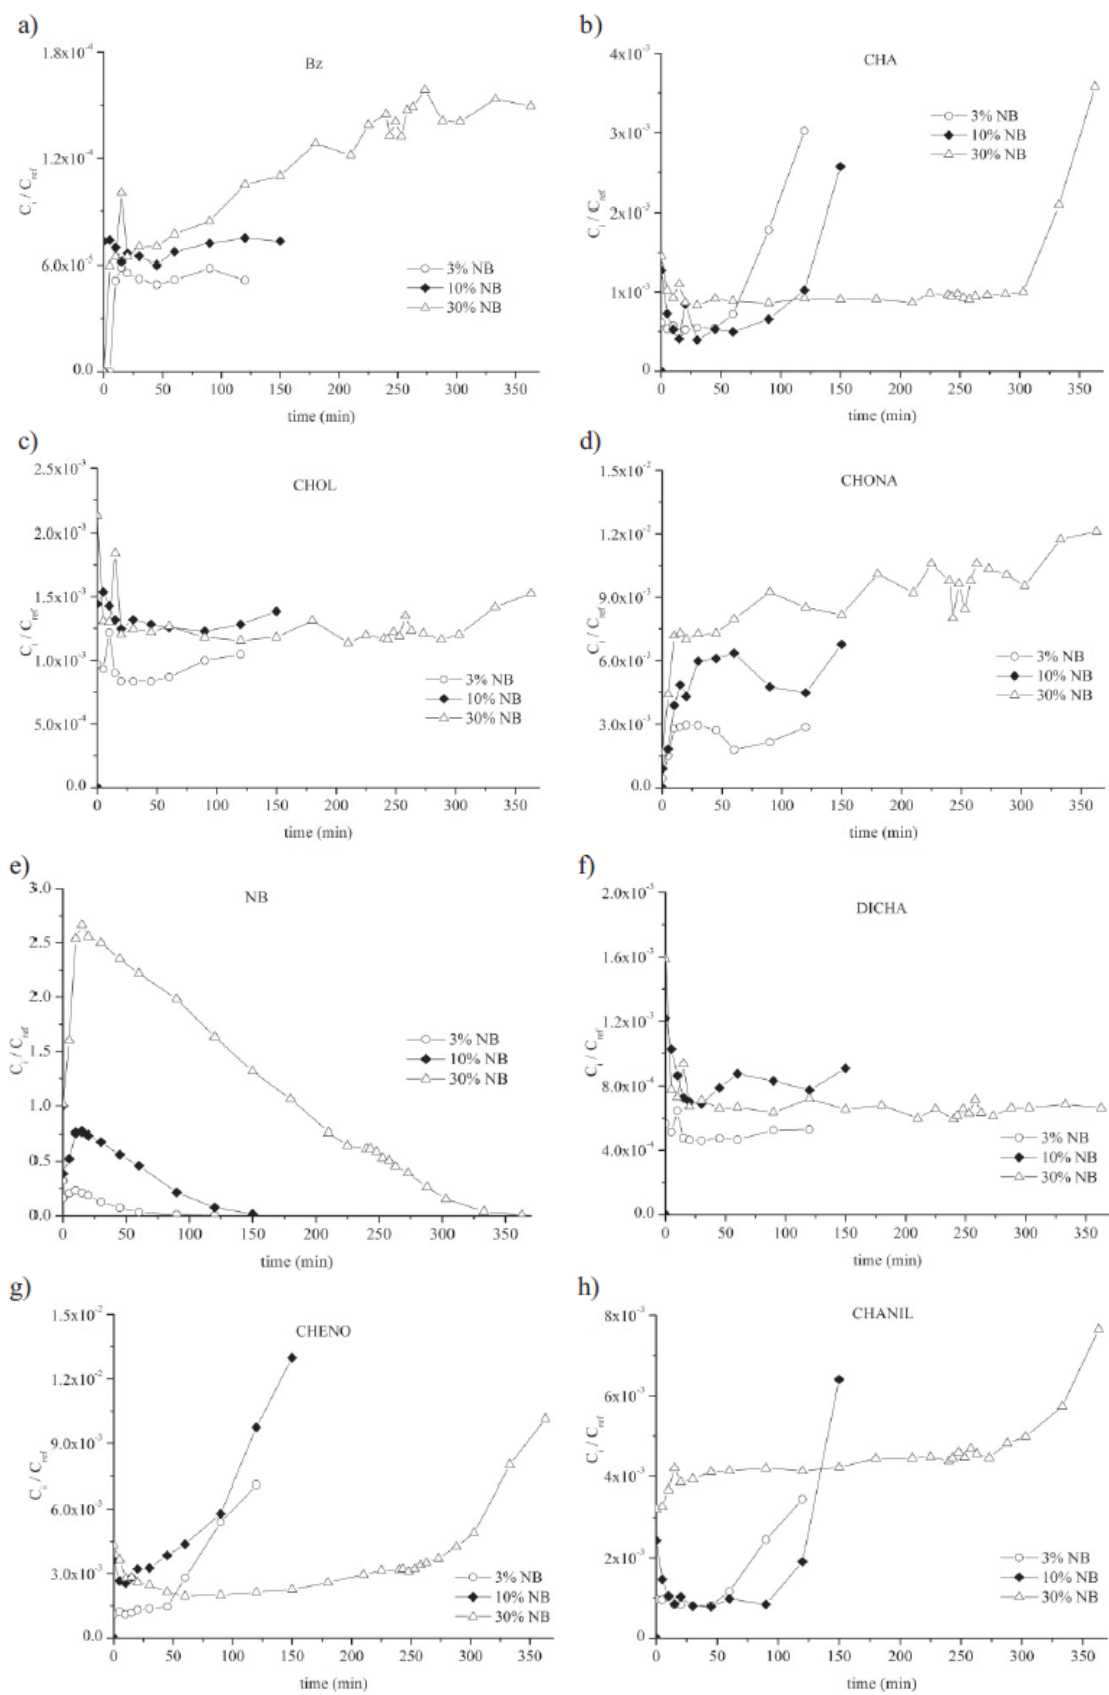 a)
Bz
1.8x10⁻⁴
1.2x10⁻⁴
6.0x10⁻⁵
0.0
Cᵢ / C_ref
3% NB
10% NB
30% NB
0 50 100 150 200 250 300 350
time (min)
b)
CHA
4x10⁻³
3x10⁻³
2x10⁻³
1x10⁻³
0
Cᵢ / C_ref
3% NB
10% NB
30% NB
0 50 100 150 200 250 300 350
time (min)
c)
CHOL
2.5x10⁻³
2.0x10⁻³
1.5x10⁻³
1.0x10⁻³
5.0x10⁻⁴
0.0
Cᵢ / C_ref
3% NB
10% NB
30% NB
0 50 100 150 200 250 300 350
time (min)
d)
CHONA
1.5x10⁻²
1.2x10⁻²
9.0x10⁻³
6.0x10⁻³
3.0x10⁻³
0.0
Cᵢ / C_ref
3% NB
10% NB
30% NB
0 50 100 150 200 250 300 350
time (min)
e)
NB
3.0
2.5
2.0
1.5
1.0
0.5
0.0
Cᵢ / C_ref
3% NB
10% NB
30% NB
0 50 100 150 200 250 300 350
time (min)
f)
DICHA
2.0x10⁻³
1.6x10⁻³
1.2x10⁻³
8.0x10⁻⁴
4.0x10⁻⁴
0.0
Cᵢ / C_ref
3% NB
10% NB
30% NB
0 50 100 150 200 250 300 350
time (min)
g)
CHENO
1.5x10⁻²
1.2x10⁻²
9.0x10⁻³
6.0x10⁻³
3.0x10⁻³
0.0
/ C_ref
3% NB
10% NB
30% NB
0 50 100 150 200 250 300 350
time (min)
h)
CHANIL
8x10⁻³
6x10⁻³
4x10⁻³
2x10⁻³
0
Cᵢ / C_ref
3% NB
10% NB
30% NB
0 50 100 150 200 250 300 350
time (min)